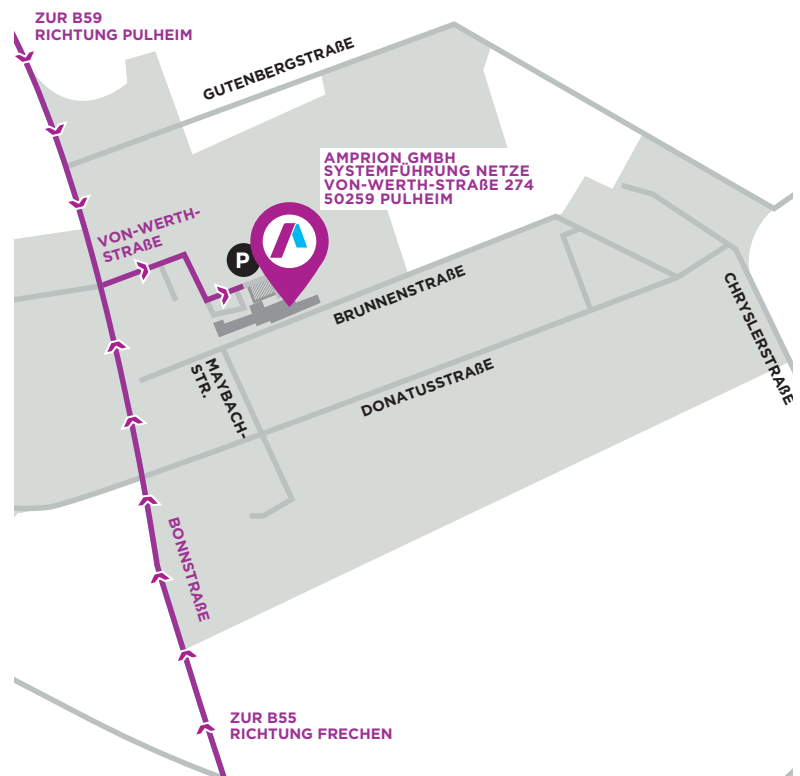 ZUR B59
RICHTUNG PULHEIM
GUTENBERGSTRAßE
AMPRION GMBH
SYSTEMFÜHRUNG NETZE
VON-WERTH-STRAßE 274
50259 PULHEIM
VON-WERTH-
STRAßE
P
BRUNNENSTRAßE
CHRYSLERSTRAßE
MAYBACH-
STR.
DONATUSSTRAßE
BONNSTRAßE
ZUR B55
RICHTUNG FRECHEN